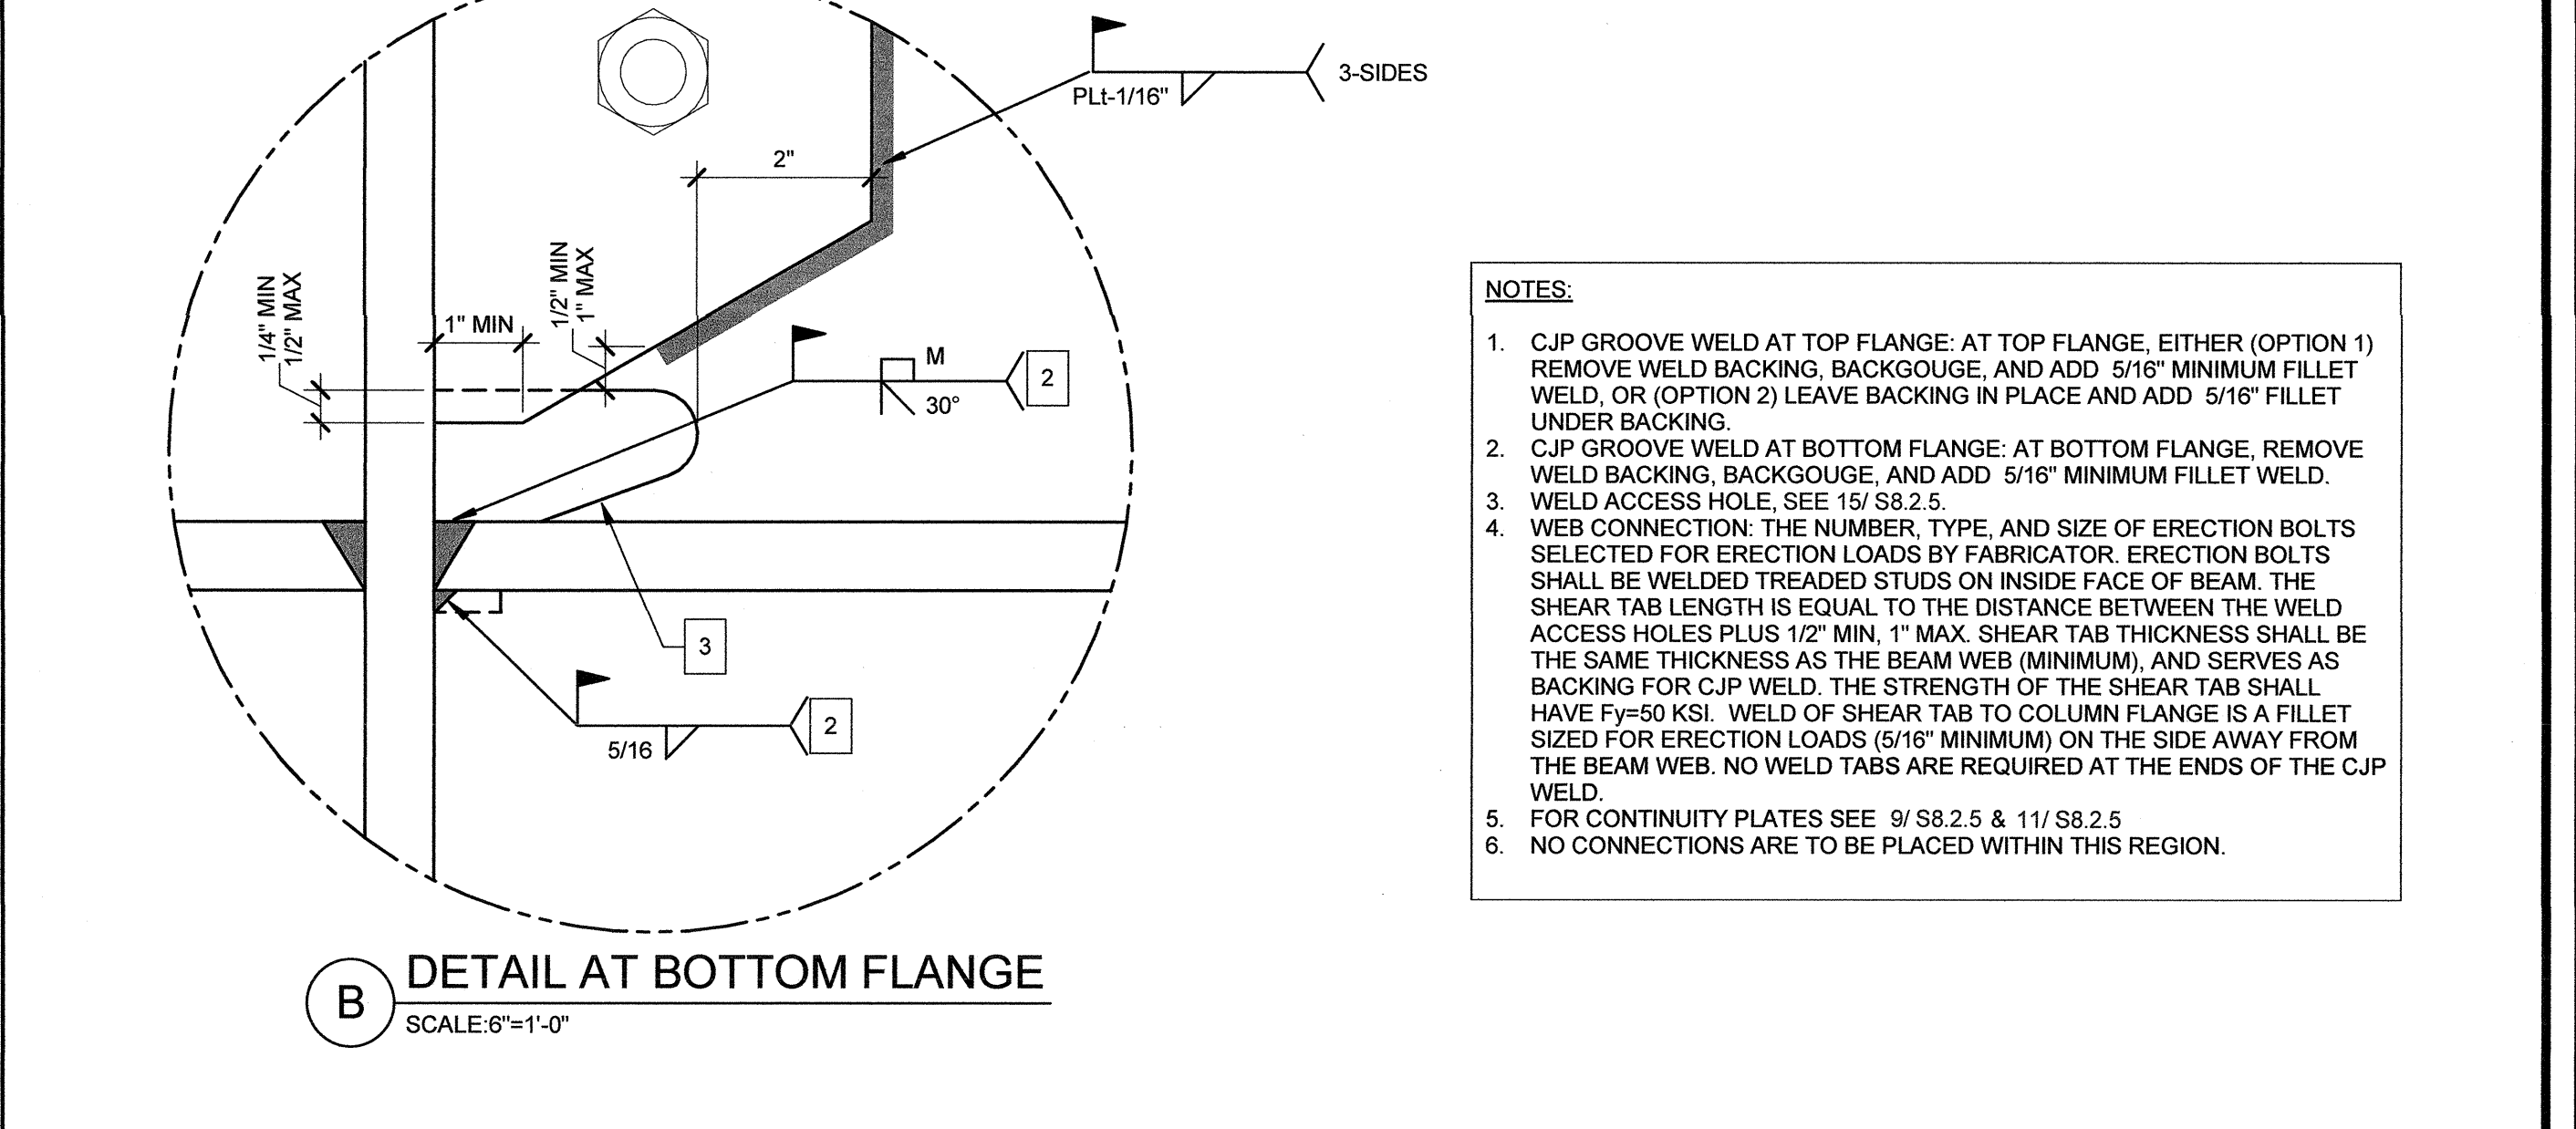 3-SIDES
PLt-1/16"
2"
1/2" MIN
1" MAX
1/4" MIN
1/2" MAX
1" MIN
M
30°
2
3
5/16
2
B
DETAIL AT BOTTOM FLANGE
SCALE:6"=1'-0"
NOTES:
1. CJP GROOVE WELD AT TOP FLANGE: AT TOP FLANGE, EITHER (OPTION 1)
REMOVE WELD BACKING, BACKGOUGE, AND ADD 5/16" MINIMUM FILLET
WELD, OR (OPTION 2) LEAVE BACKING IN PLACE AND ADD 5/16" FILLET
UNDER BACKING.
2. CJP GROOVE WELD AT BOTTOM FLANGE: AT BOTTOM FLANGE, REMOVE
WELD BACKING, BACKGOUGE, AND ADD 5/16" MINIMUM FILLET WELD.
3. WELD ACCESS HOLE, SEE 15/ S8.2.5.
4. WEB CONNECTION: THE NUMBER, TYPE, AND SIZE OF ERECTION BOLTS
SELECTED FOR ERECTION LOADS BY FABRICATOR. ERECTION BOLTS
SHALL BE WELDED TREADED STUDS ON INSIDE FACE OF BEAM. THE
SHEAR TAB LENGTH IS EQUAL TO THE DISTANCE BETWEEN THE WELD
ACCESS HOLES PLUS 1/2" MIN, 1" MAX. SHEAR TAB THICKNESS SHALL BE
THE SAME THICKNESS AS THE BEAM WEB (MINIMUM), AND SERVES AS
BACKING FOR CJP WELD. THE STRENGTH OF THE SHEAR TAB SHALL
HAVE Fy=50 KSI. WELD OF SHEAR TAB TO COLUMN FLANGE IS A FILLET
SIZED FOR ERECTION LOADS (5/16" MINIMUM) ON THE SIDE AWAY FROM
THE BEAM WEB. NO WELD TABS ARE REQUIRED AT THE ENDS OF THE CJP
WELD.
5. FOR CONTINUITY PLATES SEE 9/ S8.2.5 & 11/ S8.2.5
6. NO CONNECTIONS ARE TO BE PLACED WITHIN THIS REGION.